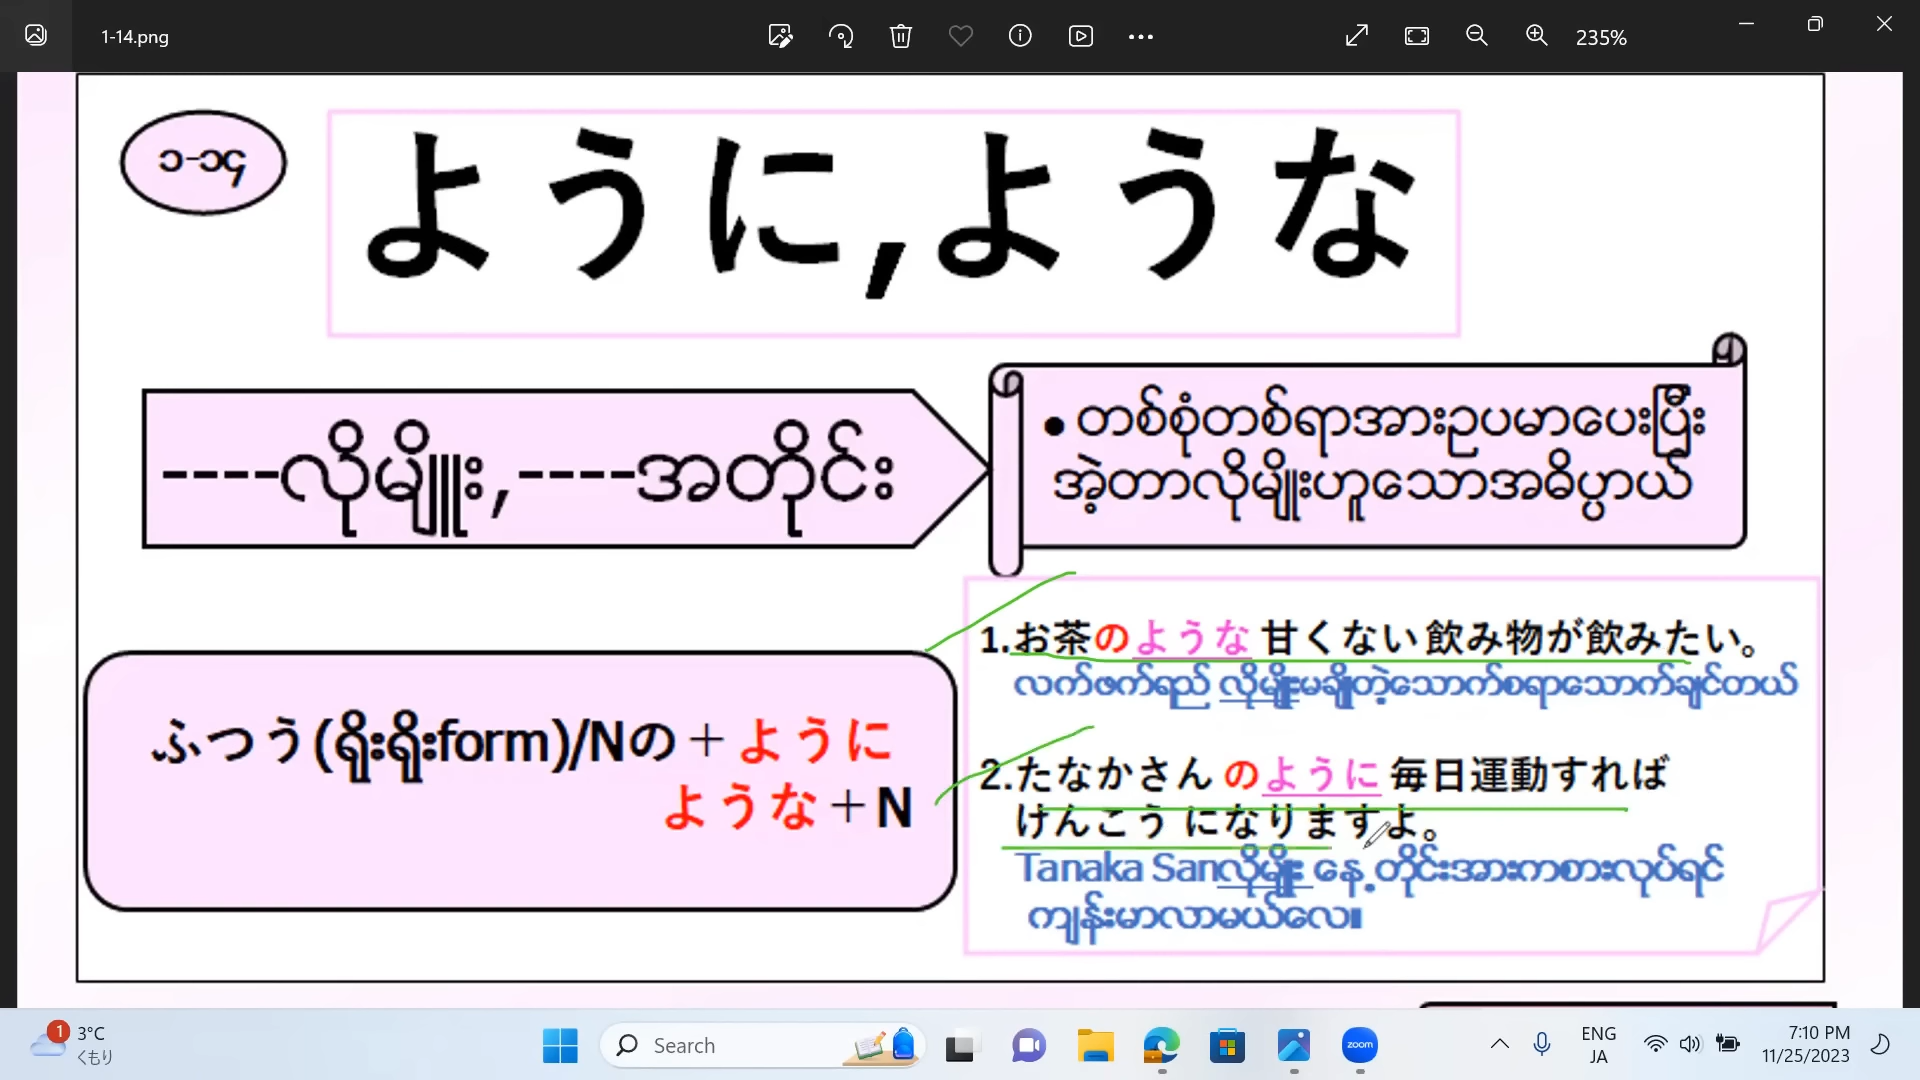 1-14.png
235%
၁-၁၄
ように,ような
----လိုမျိူး,----အတိုင်း
• တစ်စုံတစ်ရာအားဥပမာပေးပြီး
အဲ့တာလိုမျိုးဟူသောအဓိပ္ပာယ်
ふつう(ရိုးရိုးform)/Nの＋ように
ような＋N
1.お茶のような 甘くない 飲み物が飲みたい。
လက်ဖက်ရည် လိုမျိုးမချိုတဲ့သောက်စရာသောက်ချင်တယ်
2.たなかさん のように 毎日運動すれば
けんこう になりますよ。
Tanaka Sanလိုမျိုး နေ့တိုင်းအားကစားလုပ်ရင်
ကျန်းမာလာမယ်လေ။
1
3°C
くもり
Search
zoom
ENG
JA
7:10 PM
11/25/2023